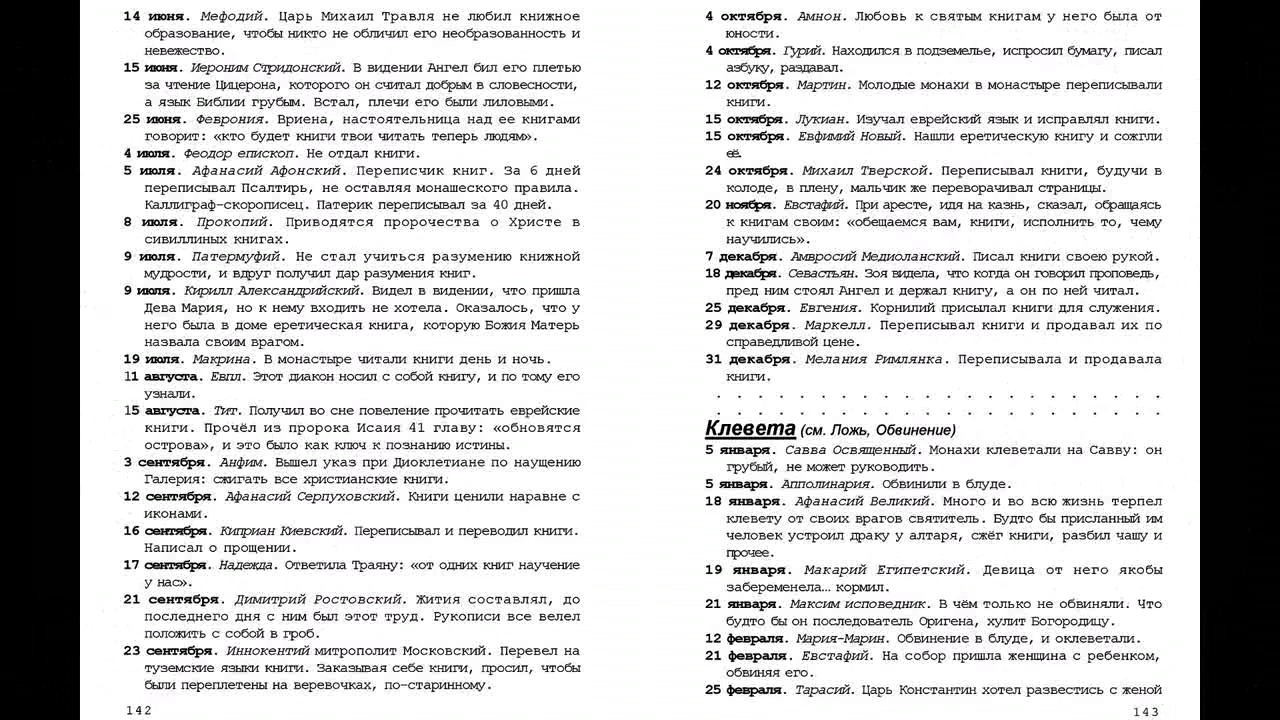 14 июня. Мефодий. Царь Михаил Травля не любил книжное
образование, чтобы никто не обличил его необразованность и
невежество.
15 июня. Иероним Стридонский. В видении Ангел бил его плетью
за чтение Цицерона, которого он считал добрым в словесности,
а язык Библии грубым. Встал, плечи его были лиловыми.
25 июня. Феврония. Вриена, настоятельница над ее книгами
говорит: «кто будет книги твои читать теперь людям».
4 июля. Феодор епископ. Не отдал книги.
5 июля. Афанасий Афонский. Переписчик книг. За 6 дней
переписывал Псалтирь, не оставляя монашеского правила.
Каллиграф-скорописец. Патерик переписывал за 40 дней.
8 июля. Прокопий. Приводятся пророчества о Христе в
сивиллиных книгах.
9 июля. Патермуфий. Не стал учиться разумению книжной
мудрости, и вдруг получил дар разумения книг.
9 июля. Кирилл Александрийский. Видел в видении, что пришла
Дева Мария, но к нему входить не хотела. Оказалось, что у
него была в доме еретическая книга, которую Божия Матерь
назвала своим врагом.
19 июля. Макрина. В монастыре читали книги день и ночь.
11 августа. Евпл. Этот диакон носил с собой книгу, и по тому его
узнали.
15 августа. Тит. Получил во сне повеление прочитать еврейские
книги. Прочёл из пророка Исаия 41 главу: «обновятся
острова», и это было как ключ к познанию истины.
3 сентября. Анфим. Вышел указ при Диоклетиане по наущению
Галерия: сжигать все христианские книги.
12 сентября. Афанасий Серпуховский. Книги ценили наравне с
иконами.
16 сентября. Киприан Киевский. Переписывал и переводил книги.
Написал о прощении.
17 сентября. Надежда. Ответила Траяну: «от одних книг научение
у нас».
21 сентября. Димитрий Ростовский. Жития составлял, до
последнего дня с ним был этот труд. Рукописи все велел
положить с собой в гроб.
23 сентября. Иннокентий митрополит Московский. Перевел на
туземские языки книги. Заказывая себе книги, просил, чтобы
были переплетены на веревочках, по-старинному.
142
4 октября. Амнон. Любовь к святым книгам у него была от
юности.
4 октября. Гурий. Находился в подземелье, испросил бумагу, писал
азбуку, раздавал.
12 октября. Мартин. Молодые монахи в монастыре переписывали
книги.
15 октября. Лукиан. Изучал еврейский язык и исправлял книги.
15 октября. Евфимий Новый. Нашли еретическую книгу и сожгли
её.
24 октября. Михаил Тверской. Переписывал книги, будучи в
колоде, в плену, мальчик же переворачивал страницы.
20 ноября. Евстафий. При аресте, идя на казнь, сказал, обращаясь
к книгам своим: «обещаемся вам, книги, исполнить то, чему
научились».
7 декабря. Амвросий Медиоланский. Писал книги своею рукой.
18 декабря. Севастьян. Зоя видела, что когда он говорил проповедь,
пред ним стоял Ангел и держал книгу, а он по ней читал.
25 декабря. Евгения. Корнилий присылал книги для служения.
29 декабря. Маркелл. Переписывал книги и продавал их по
справедливой цене.
31 декабря. Мелания Римлянка. Переписывала и продавала
книги.
. . . . . . . . . . . . . . . . . . . . . . .
. . . . . . . . . . . . . . . . . . . . . . .
Клевета (см. Ложь, Обвинение)
5 января. Савва Освященный. Монахи клеветали на Савву: он
грубый, не может руководить.
5 января. Апполинария. Обвинили в блуде.
18 января. Афанасий Великий. Много и во всю жизнь терпел
клевету от своих врагов святитель. Будто бы присланный им
человек устроил драку у алтаря, сжёг книги, разбил чашу и
прочее.
19 января. Макарий Египетский. Девица от него якобы
забеременела… кормил.
21 января. Максим исповедник. В чём только не обвиняли. Что
будто бы он последователь Оригена, хулит Богородицу.
12 февраля. Мария-Марин. Обвинение в блуде, и оклеветали.
21 февраля. Евстафий. На собор пришла женщина с ребенком,
обвиняя его.
25 февраля. Тарасий. Царь Константин хотел развестись с женой
143